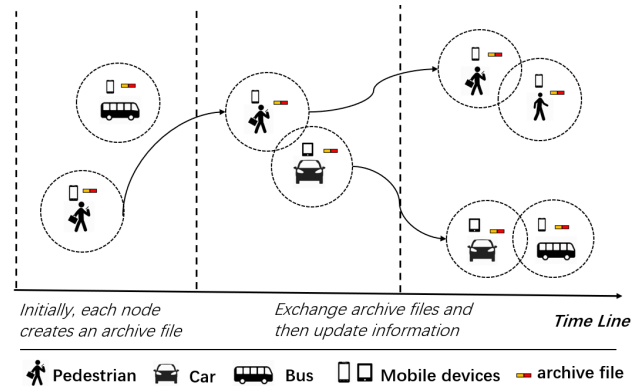 Initially, each node
creates an archive file
Exchange archive files and
then update information
Time Line
Pedestrian Car Bus Mobile devices archive file